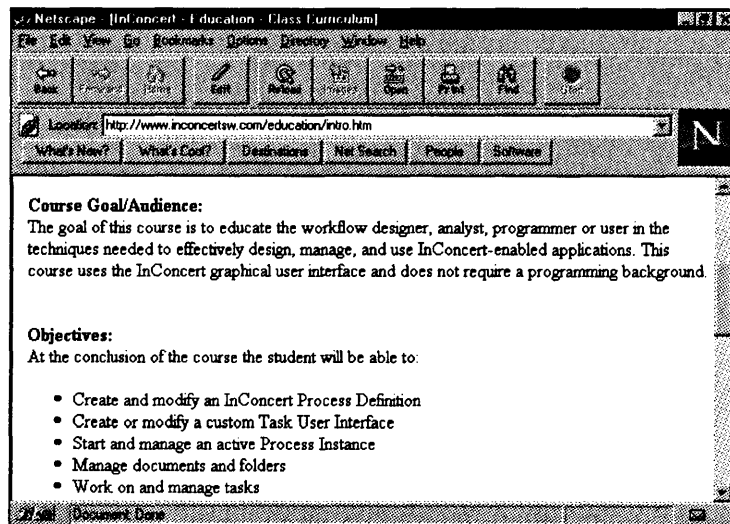 Netscape - [InConcert - Education - Class Curriculum]
File Edit View Go Bookmarks Options Directory Window Help
Back Forward Home Edit Reload Images Open Print Find Stop
Location: http://www.inconcertsw.com/education/intro.htm
N
What's New? What's Cool? Destinations Net Search People Software
Course Goal/Audience:
The goal of this course is to educate the workflow designer, analyst, programmer or user in the
techniques needed to effectively design, manage, and use InConcert-enabled applications. This
course uses the InConcert graphical user interface and does not require a programming background.
Objectives:
At the conclusion of the course the student will be able to:
• Create and modify an InConcert Process Definition
• Create or modify a custom Task User Interface
• Start and manage an active Process Instance
• Manage documents and folders
• Work on and manage tasks
Document: Done